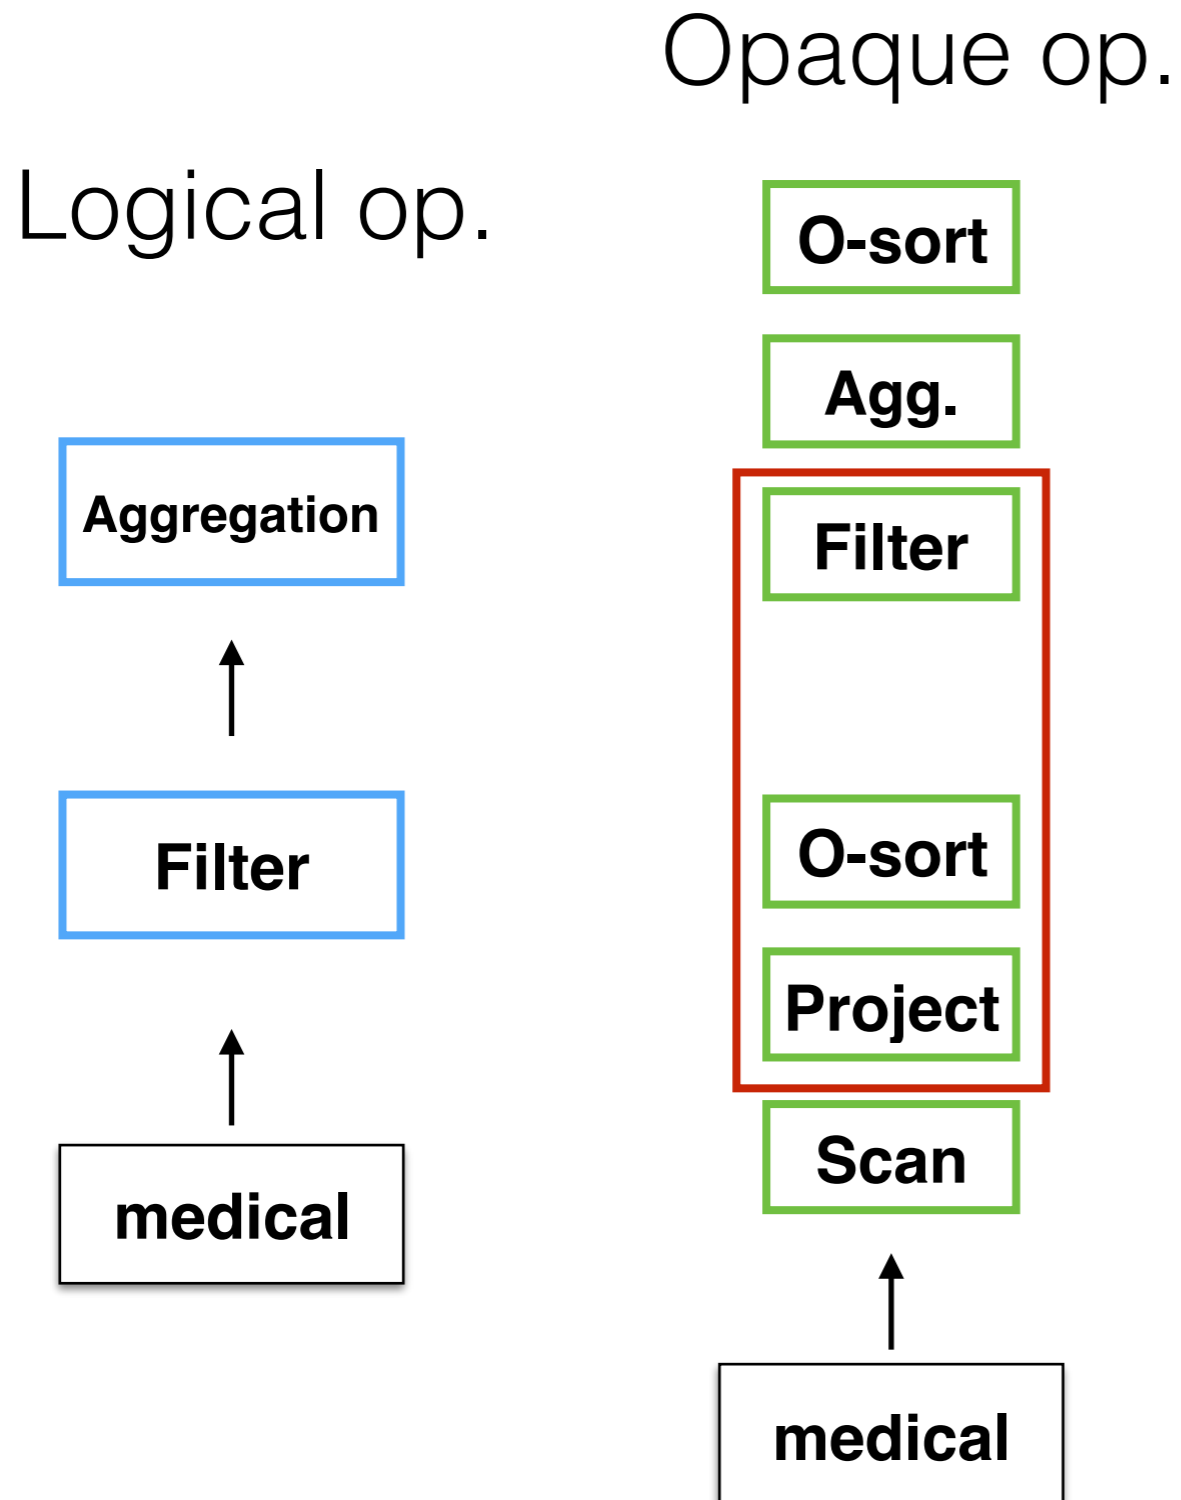 Logical op.
Aggregation
Filter
medical
Opaque op.
O-sort
Agg.
Filter
O-sort
Project
Scan
medical